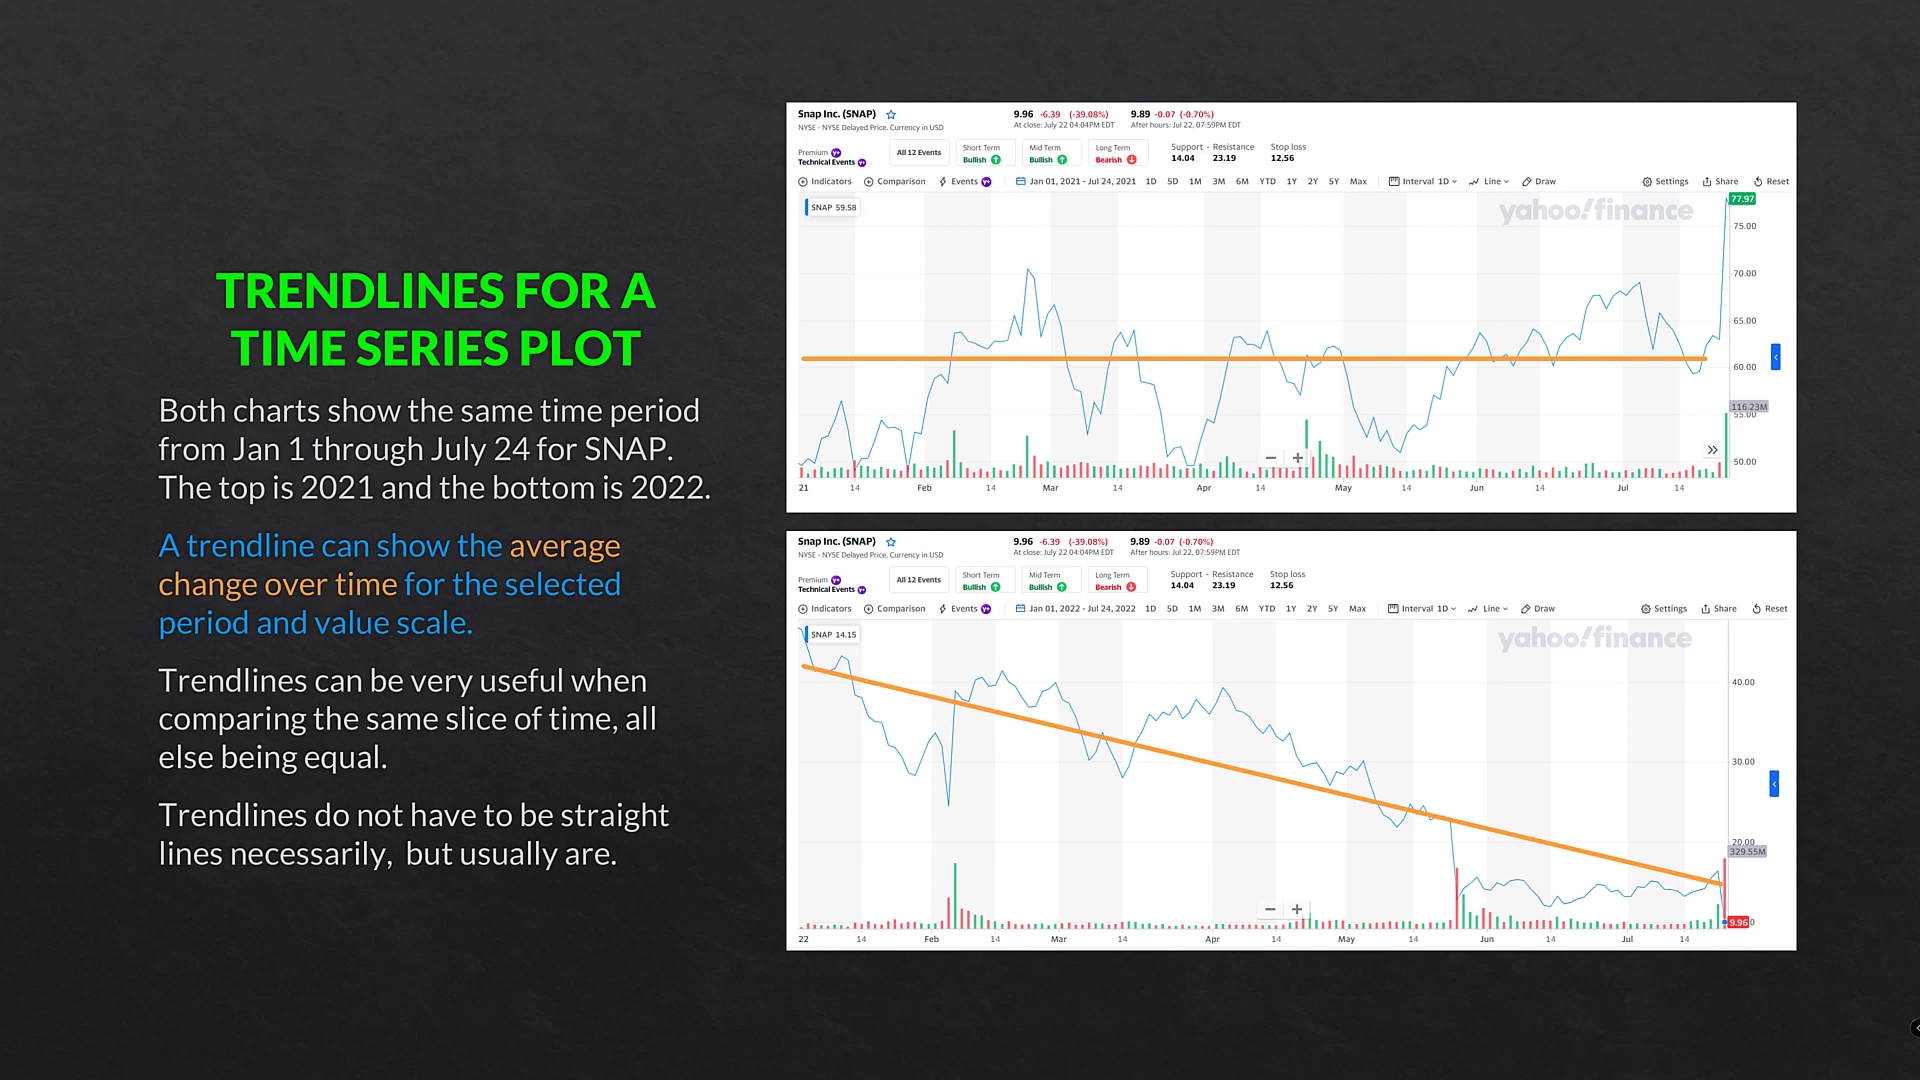 TRENDLINES FOR A
TIME SERIES PLOT
Both charts show the same time period
from Jan 1 through July 24 for SNAP.
The top is 2021 and the bottom is 2022.
A trendline can show the average
change over time for the selected
period and value scale.
Trendlines can be very useful when
comparing the same slice of time, all
else being equal.
Trendlines do not have to be straight
lines necessarily,  but usually are.
Snap Inc. (SNAP) 9.96 -6.39 (-39.08%) 9.89 -0.07 (-0.70%)
NYSE - NYSE Delayed Price. Currency in USD At close: July 22 04:04PM EDT After hours: Jul 22, 07:59PM EDT
Premium Y+ All 12 Events Short Term Mid Term Long Term Support - Resistance Stop loss
Technical Events Y+ Bullish Bullish Bearish 14.04 23.19 12.56
Indicators Comparison Events Y+ Jan 01, 2021 - Jul 24, 2021 1D 5D 1M 3M 6M YTD 1Y 2Y 5Y Max Interval 1D Line Draw Settings Share Reset
SNAP 59.58
yahoo!finance
77.97
75.00
70.00
65.00
60.00
116.23M
55.00
50.00
21 14 Feb 14 Mar 14 Apr 14 May 14 Jun 14 Jul 14
Snap Inc. (SNAP) 9.96 -6.39 (-39.08%) 9.89 -0.07 (-0.70%)
NYSE - NYSE Delayed Price. Currency in USD At close: July 22 04:04PM EDT After hours: Jul 22, 07:59PM EDT
Premium Y+ All 12 Events Short Term Mid Term Long Term Support - Resistance Stop loss
Technical Events Y+ Bullish Bullish Bearish 14.04 23.19 12.56
Indicators Comparison Events Y+ Jan 01, 2022 - Jul 24, 2022 1D 5D 1M 3M 6M YTD 1Y 2Y 5Y Max Interval 1D Line Draw Settings Share Reset
SNAP 14.15
yahoo!finance
40.00
30.00
20.00
329.55M
9.96 0
22 14 Feb 14 Mar 14 Apr 14 May 14 Jun 14 Jul 14